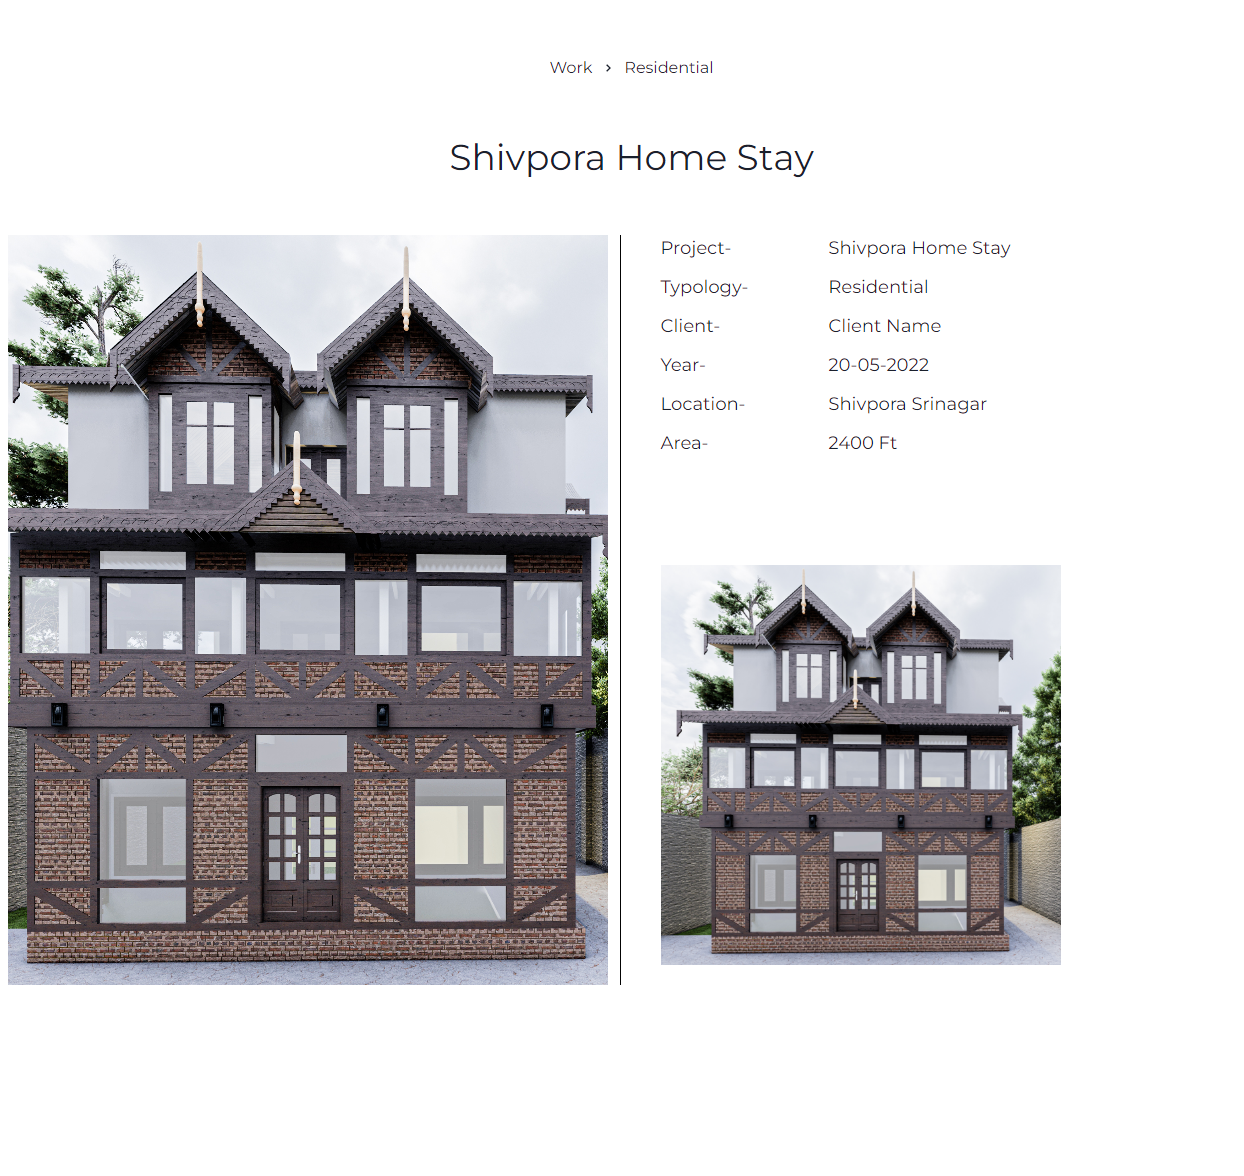 Work > Residential
Shivpora Home Stay
Project- Shivpora Home Stay
Typology- Residential
Client- Client Name
Year- 20-05-2022
Location- Shivpora Srinagar
Area- 2400 Ft